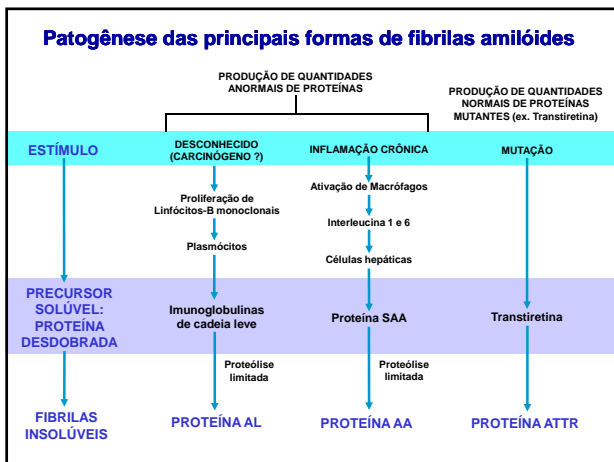 Patogênese das principais formas de fibrilas amilóides
PRODUÇÃO DE QUANTIDADES
ANORMAIS DE PROTEÍNAS
PRODUÇÃO DE QUANTIDADES
NORMAIS DE PROTEÍNAS
MUTANTES (ex. Transtiretina)
ESTÍMULO
DESCONHECIDO
(CARCINÓGENO ?)
INFLAMAÇÃO CRÔNICA
MUTAÇÃO
Proliferação de
Linfócitos-B monoclonais
Plasmócitos
Ativação de Macrófagos
Interleucina 1 e 6
Células hepáticas
PRECURSOR
SOLÚVEL:
PROTEÍNA
DESDOBRADA
Imunoglobulinas
de cadeia leve
Proteína SAA
Transtiretina
Proteólise
limitada
Proteólise
limitada
FIBRILAS
INSOLÚVEIS
PROTEÍNA AL
PROTEÍNA AA
PROTEÍNA ATTR